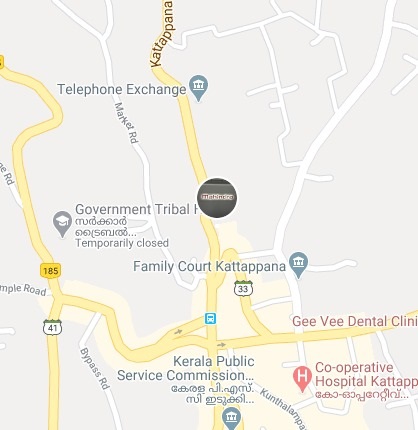 Kattappana
Telephone Exchange
Market Rd
mahindra
Government Tribal H
സർക്കാർ
ട്രൈബൽ...
Temporarily closed
ge Rd
Family Court Kattappana
185
mple Road
33
41
Gee Vee Dental Clini
Bypass Rd
Kerala Public
Service Commission...
കേരള പി.എസ്.
സി ഇടുക്കി...
Co-operative
Hospital Kattapp
കോ-ഓപ്പറേറ്റീവ്...
H
Kunthalampa